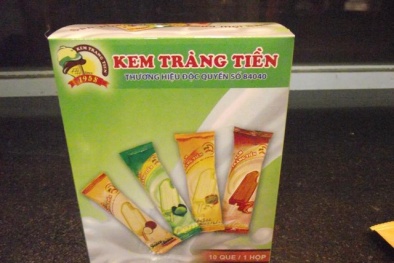 KEM TRÀNG TIỀN
1958
KEM TRÀNG TIỀN
THƯƠNG HIỆU ĐỘC QUYỀN SỐ 84040
10 QUE / 1 HỘP